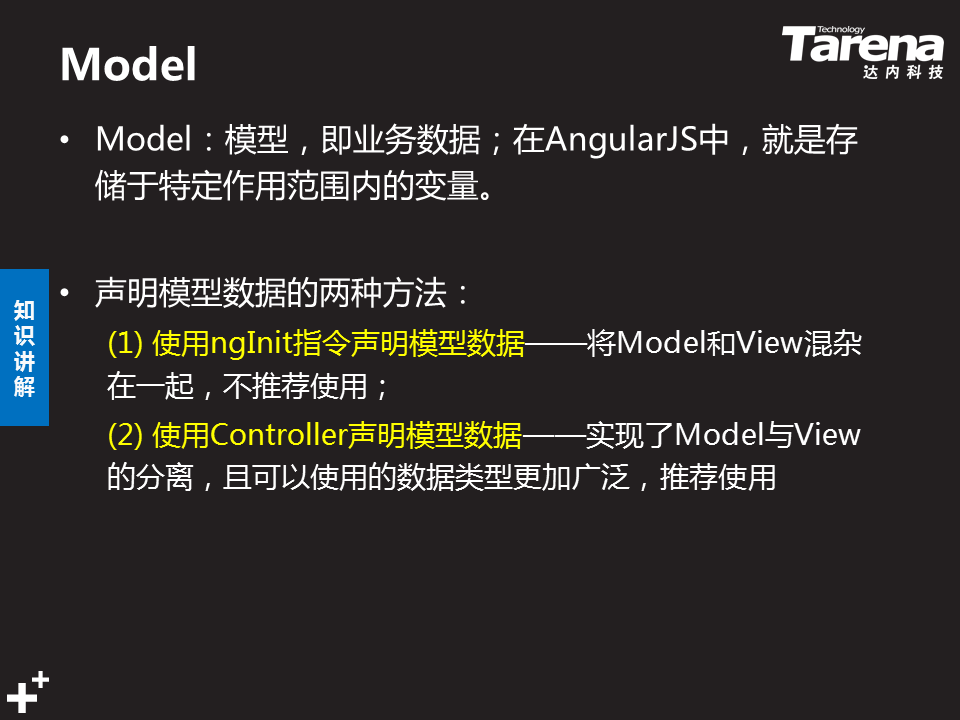 Model
Technology
Tarena
达内科技
• Model：模型，即业务数据；在AngularJS中，就是存
储于特定作用范围内的变量。
• 声明模型数据的两种方法：
(1) 使用ngInit指令声明模型数据——将Model和View混杂
在一起，不推荐使用；
(2) 使用Controller声明模型数据——实现了Model与View
的分离，且可以使用的数据类型更加广泛，推荐使用
知
识
讲
解